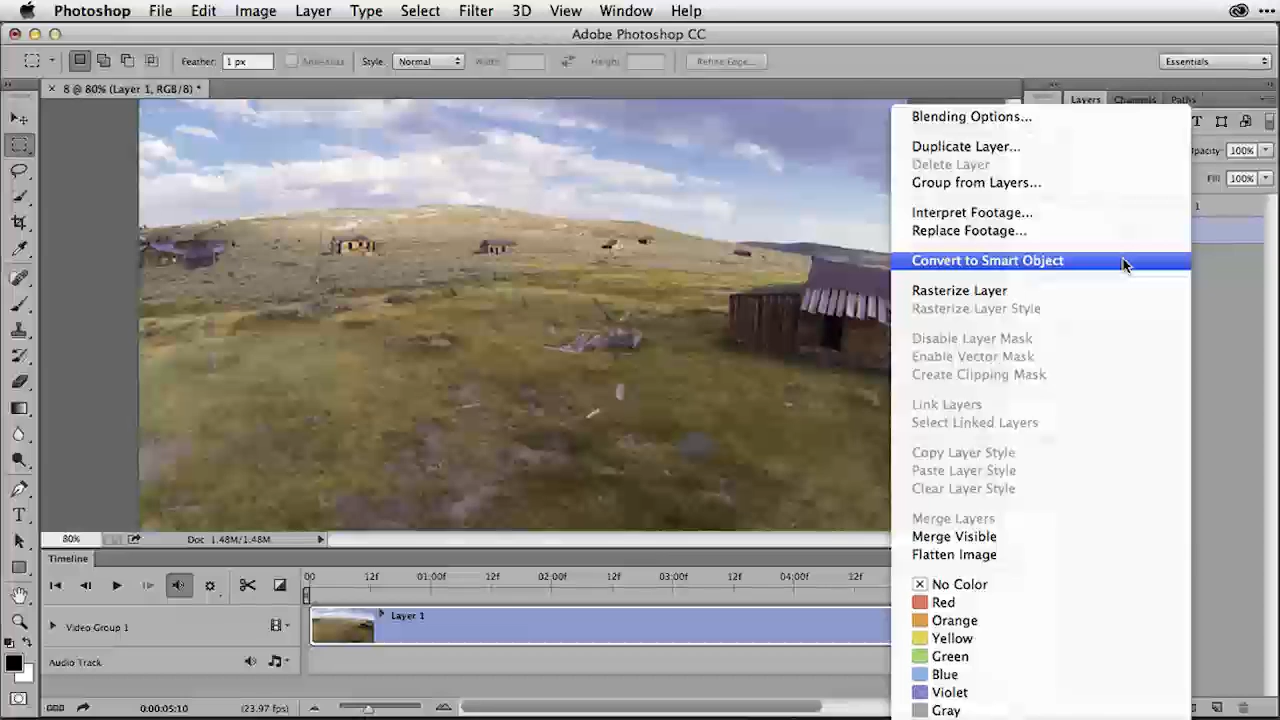 Photoshop File Edit Image Layer Type Select Filter 3D View Window Help
Adobe Photoshop CC
Feather: 1 px Anti-alias Style: Normal Width: Height: Refine Edge... Essentials
8 @ 80% (Layer 1, RGB/8) *
Layers Channels Paths
Opacity: 100%
Fill: 100%
Blending Options...
Duplicate Layer...
Delete Layer
Group from Layers...
Interpret Footage...
Replace Footage...
Convert to Smart Object
Rasterize Layer
Rasterize Layer Style
Disable Layer Mask
Enable Vector Mask
Create Clipping Mask
Link Layers
Select Linked Layers
Copy Layer Style
Paste Layer Style
Clear Layer Style
Merge Layers
Merge Visible
Flatten Image
No Color
Red
Orange
Yellow
Green
Blue
Violet
Gray
80% Doc: 1.48M/1.48M
Timeline
00 12f 01:00f 12f 02:00f 12f 03:00f 12f 04:00f 12f
Layer 1
Video Group 1
Audio Track
0:00:05:10 (23.97 fps)